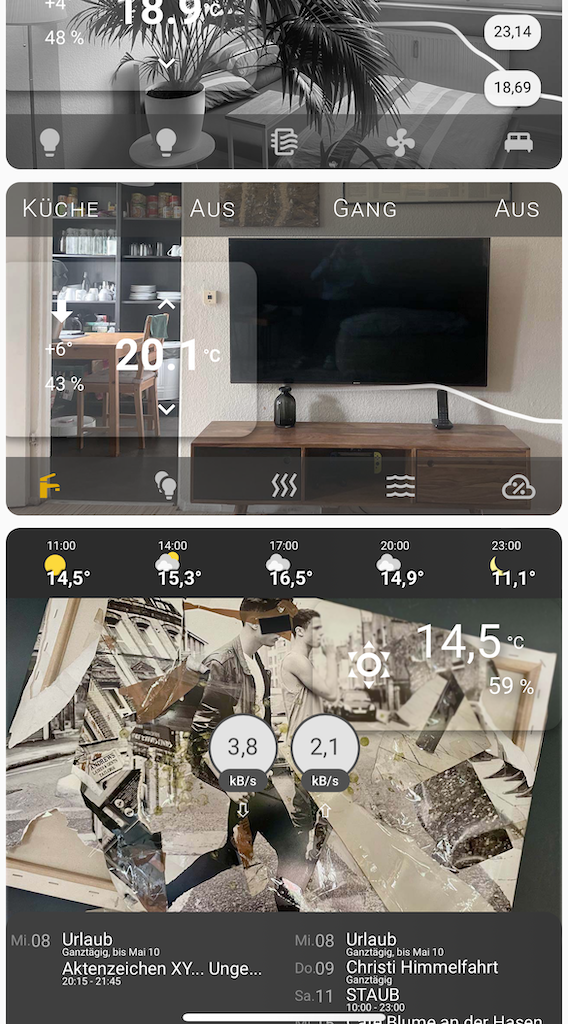 +4°
18.9°C
48 %
23,14
18,69
KÜCHE AUS GANG AUS
+6°
20.1°C
43 %
11:00 14:00 17:00 20:00 23:00
14,5° 15,3° 16,5° 14,9° 11,1°
14,5 °C
59 %
3,8 2,1
kB/s kB/s
Mi.08 Urlaub
Ganztägig, bis Mai 10
Aktenzeichen XY... Unge...
20:15 - 21:45
Mi.08 Urlaub
Ganztägig, bis Mai 10
Do.09 Christi Himmelfahrt
Ganztägig
Sa.11 STAUB
10:00 - 23:00
Café Blume an der Hasen